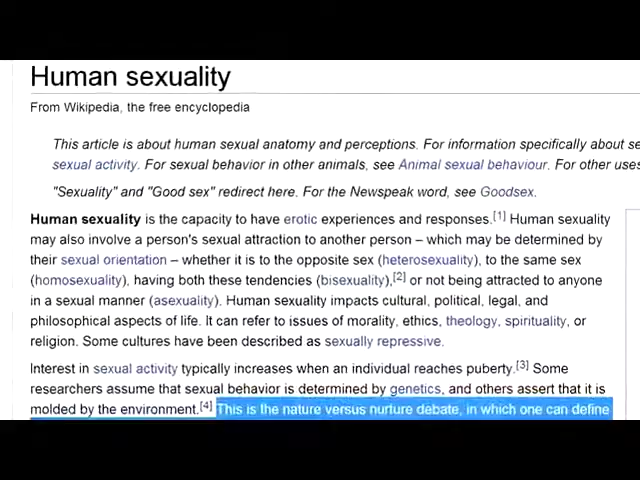 Human sexuality
From Wikipedia, the free encyclopedia
This article is about human sexual anatomy and perceptions. For information specifically about
sexual activity. For sexual behavior in other animals, see Animal sexual behaviour. For other uses
"Sexuality" and "Good sex" redirect here. For the Newspeak word, see Goodsex.
Human sexuality is the capacity to have erotic experiences and responses.[1] Human sexuality
may also involve a person's sexual attraction to another person – which may be determined by
their sexual orientation – whether it is to the opposite sex (heterosexuality), to the same sex
(homosexuality), having both these tendencies (bisexuality),[2] or not being attracted to anyone
in a sexual manner (asexuality). Human sexuality impacts cultural, political, legal, and
philosophical aspects of life. It can refer to issues of morality, ethics, theology, spirituality, or
religion. Some cultures have been described as sexually repressive.
Interest in sexual activity typically increases when an individual reaches puberty.[3] Some
researchers assume that sexual behavior is determined by genetics, and others assert that it is
molded by the environment.[4] This is the nature versus nurture debate, in which one can define